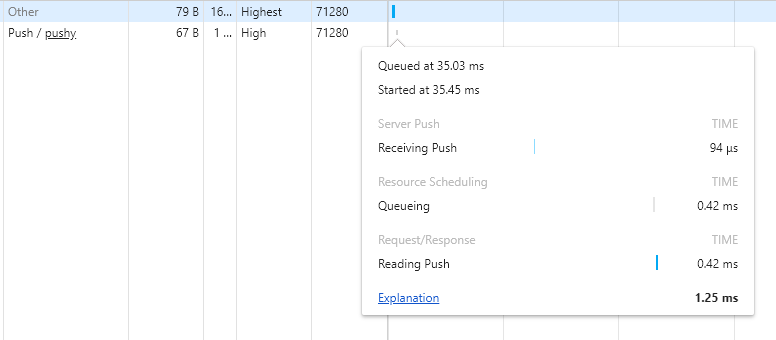 Other 79 B 16... Highest 71280
Push / pushy 67 B 1 ... High 71280
Queued at 35.03 ms
Started at 35.45 ms
Server Push TIME
Receiving Push 94 μs
Resource Scheduling TIME
Queueing 0.42 ms
Request/Response TIME
Reading Push 0.42 ms
Explanation 1.25 ms